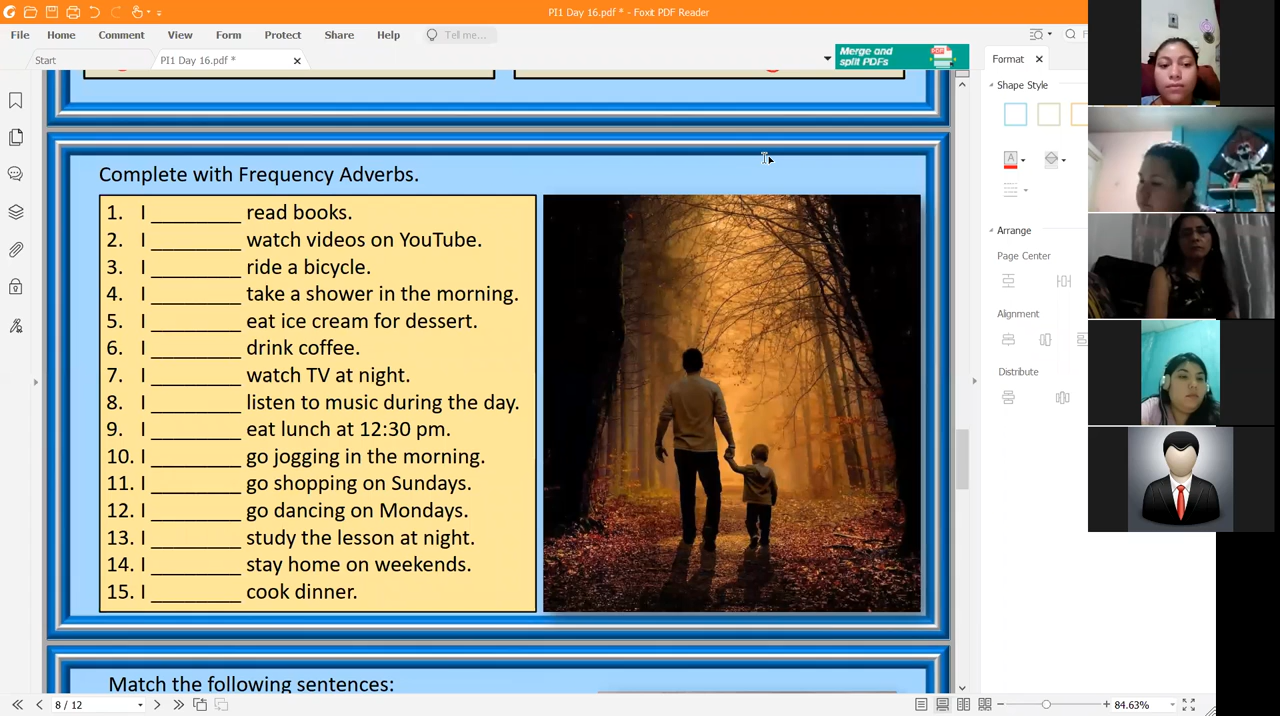 PI1 Day 16.pdf * - Foxit PDF Reader
File Home Comment View Form Protect Share Help Tell me...
Start PI1 Day 16.pdf *
Merge and
split PDFs
Format
Shape Style
Arrange
Page Center
Alignment
Distribute
Complete with Frequency Adverbs.
1. I ________ read books.
2. I ________ watch videos on YouTube.
3. I ________ ride a bicycle.
4. I ________ take a shower in the morning.
5. I ________ eat ice cream for dessert.
6. I ________ drink coffee.
7. I ________ watch TV at night.
8. I ________ listen to music during the day.
9. I ________ eat lunch at 12:30 pm.
10. I ________ go jogging in the morning.
11. I ________ go shopping on Sundays.
12. I ________ go dancing on Mondays.
13. I ________ study the lesson at night.
14. I ________ stay home on weekends.
15. I ________ cook dinner.
Match the following sentences:
8 / 12
84.63%